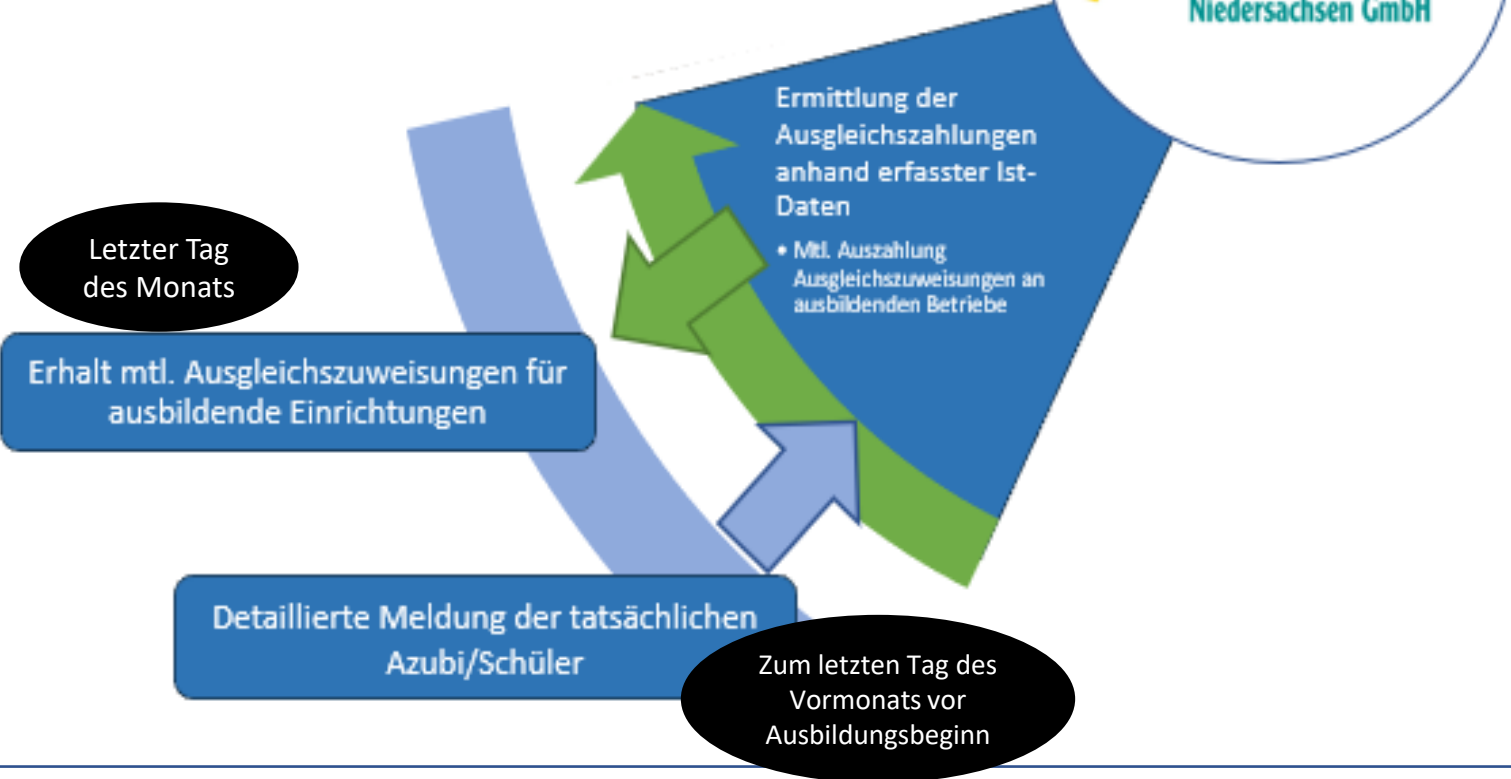 Niedersachsen GmbH
Ermittlung der
Ausgleichszahlungen
anhand erfasster Ist-
Daten
• Mtl. Auszahlung
Ausgleichszuweisungen an
ausbildenden Betriebe
Letzter Tag
des Monats
Erhalt mtl. Ausgleichszuweisungen für
ausbildende Einrichtungen
Detaillierte Meldung der tatsächlichen
Azubi/Schüler
Zum letzten Tag des
Vormonats vor
Ausbildungsbeginn